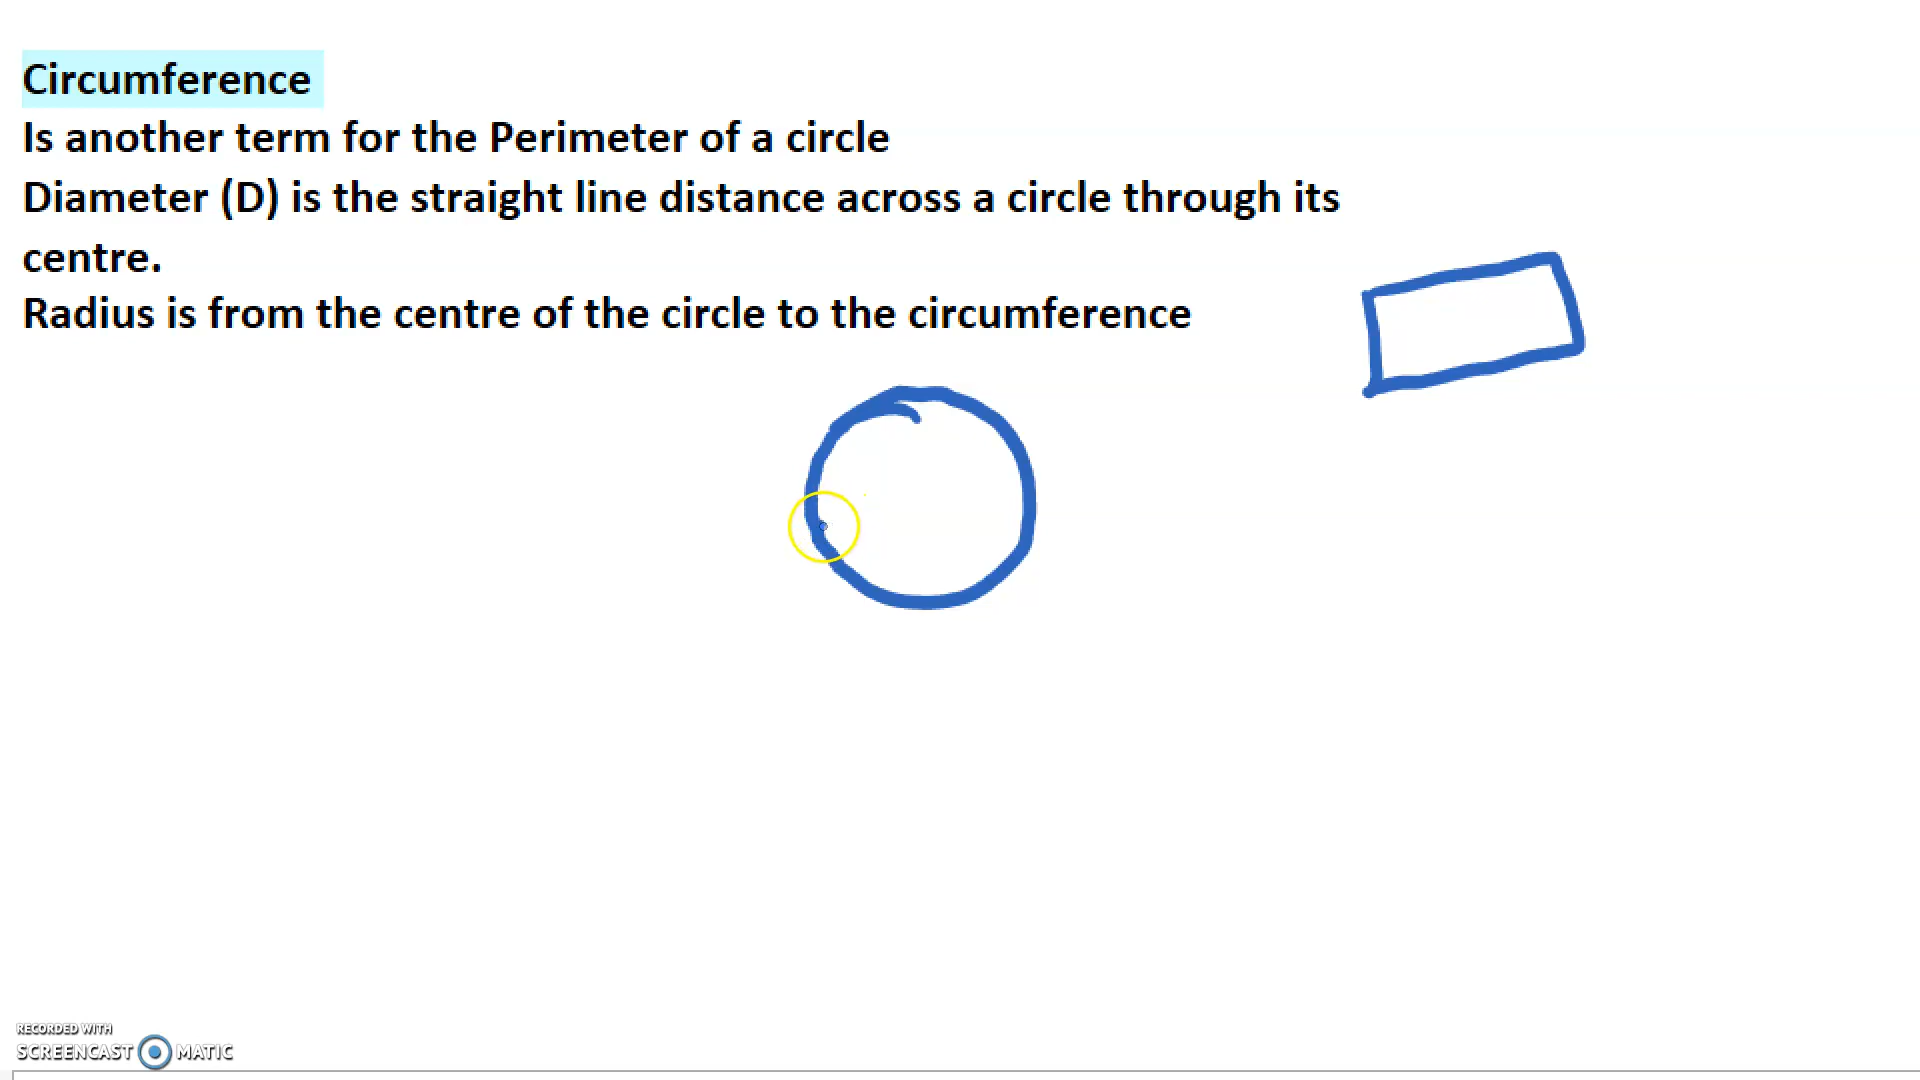 Circumference
Is another term for the Perimeter of a circle
Diameter (D) is the straight line distance across a circle through its
centre.
Radius is from the centre of the circle to the circumference
RECORDED WITH
SCREENCAST MATIC